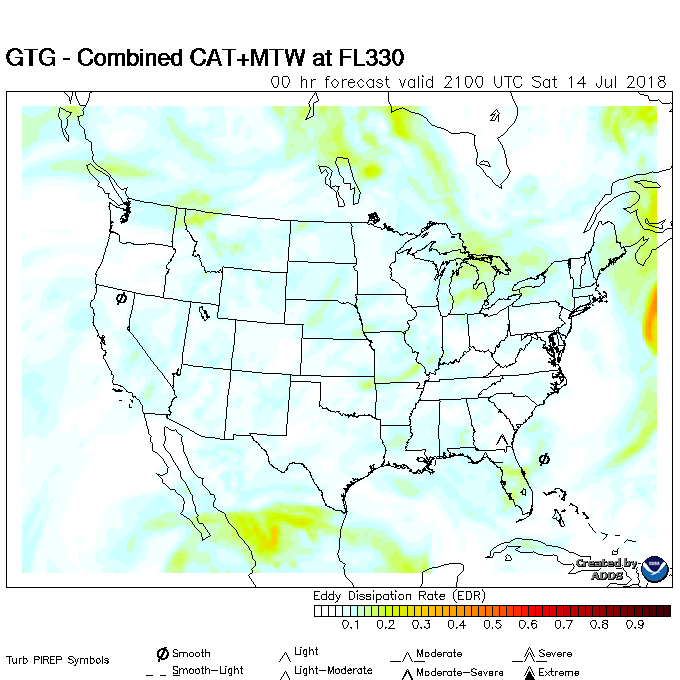 GTG - Combined CAT+MTW at FL330
00 hr forecast valid 2100 UTC Sat 14 Jul 2018
Created by
ADDS
Eddy Dissipation Rate (EDR)
0.1 0.2 0.3 0.4 0.5 0.6 0.7 0.8 0.9
Turb PIREP Symbols
Smooth
Light
Moderate
Severe
Smooth-Light
Light-Moderate
Moderate-Severe
Extreme